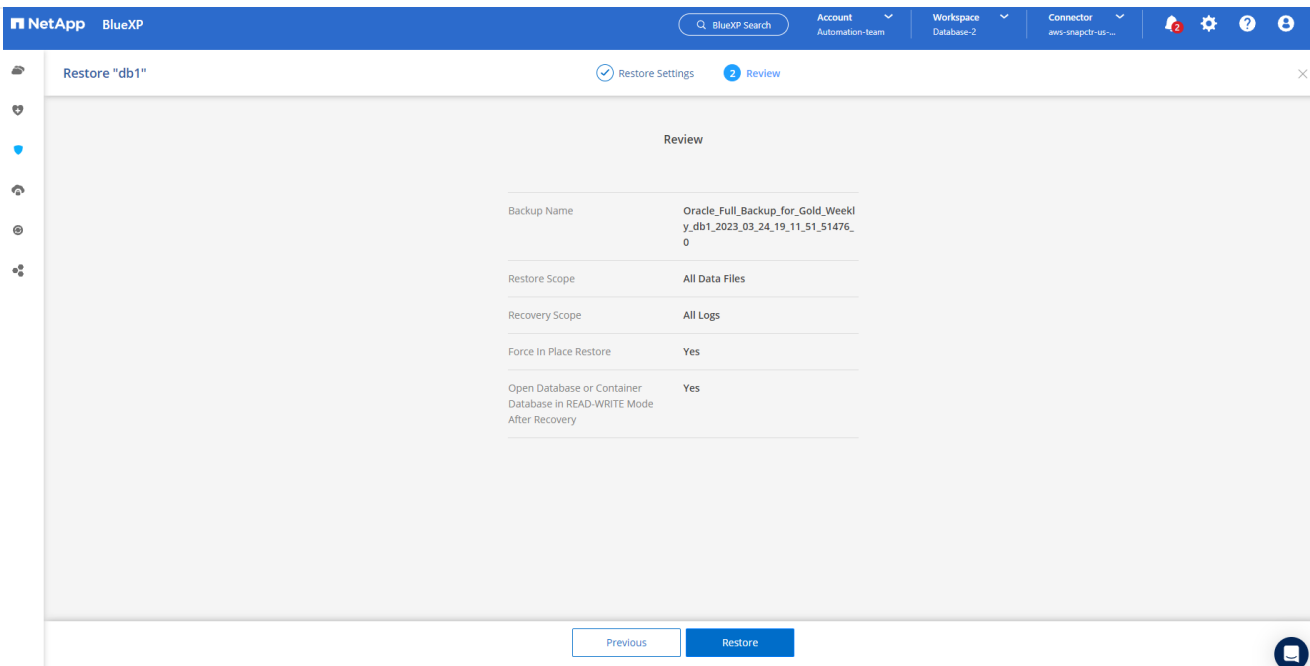 NetApp BlueXP
BlueXP Search
Account
Automation-team
Workspace
Database-2
Connector
aws-snapctr-us-...
2
?
Restore "db1"
Restore Settings
2 Review
Review
Backup Name
Oracle_Full_Backup_for_Gold_Weekl
y_db1_2023_03_24_19_11_51_51476_
0
Restore Scope
All Data Files
Recovery Scope
All Logs
Force In Place Restore
Yes
Open Database or Container
Database in READ-WRITE Mode
After Recovery
Yes
Previous
Restore